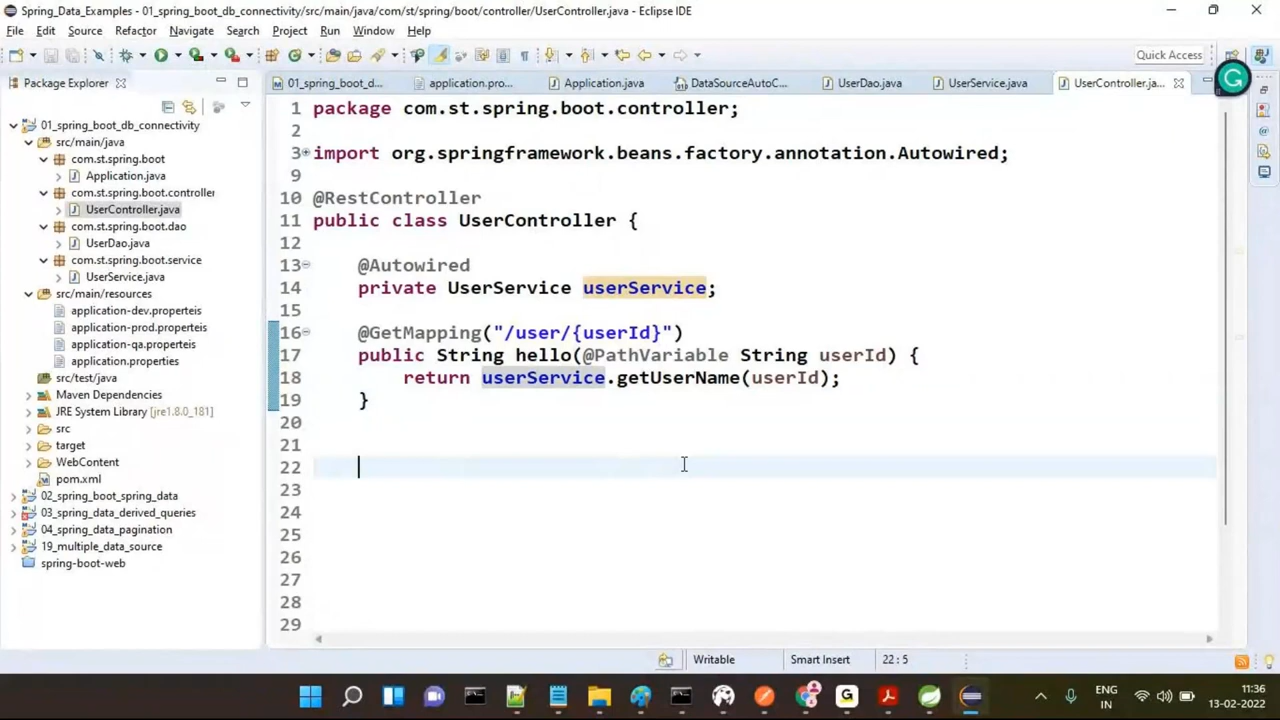 Spring_Data_Examples - 01_spring_boot_db_connectivity/src/main/java/com/st/spring/boot/controller/UserController.java - Eclipse IDE
File Edit Source Refactor Navigate Search Project Run Window Help
Quick Access
Package Explorer
01_spring_boot_d... application.pro... Application.java DataSourceAutoC... UserDao.java UserService.java UserController.ja...
01_spring_boot_db_connectivity
src/main/java
com.st.spring.boot
Application.java
com.st.spring.boot.controller
UserController.java
com.st.spring.boot.dao
UserDao.java
com.st.spring.boot.service
UserService.java
src/main/resources
application-dev.properteis
application-prod.properteis
application-qa.properteis
application.properties
src/test/java
Maven Dependencies
JRE System Library [jre1.8.0_181]
src
target
WebContent
pom.xml
02_spring_boot_spring_data
03_spring_data_derived_queries
04_spring_data_pagination
19_multiple_data_source
spring-boot-web
1 package com.st.spring.boot.controller;
2
3 import org.springframework.beans.factory.annotation.Autowired;
9
10 @RestController
11 public class UserController {
12
13 @Autowired
14 private UserService userService;
15
16 @GetMapping("/user/{userId}")
17 public String hello(@PathVariable String userId) {
18 return userService.getUserName(userId);
19 }
20
21
22
23
24
25
26
27
28
29
Writable Smart Insert 22 : 5
ENG
IN
11:36
13-02-2022